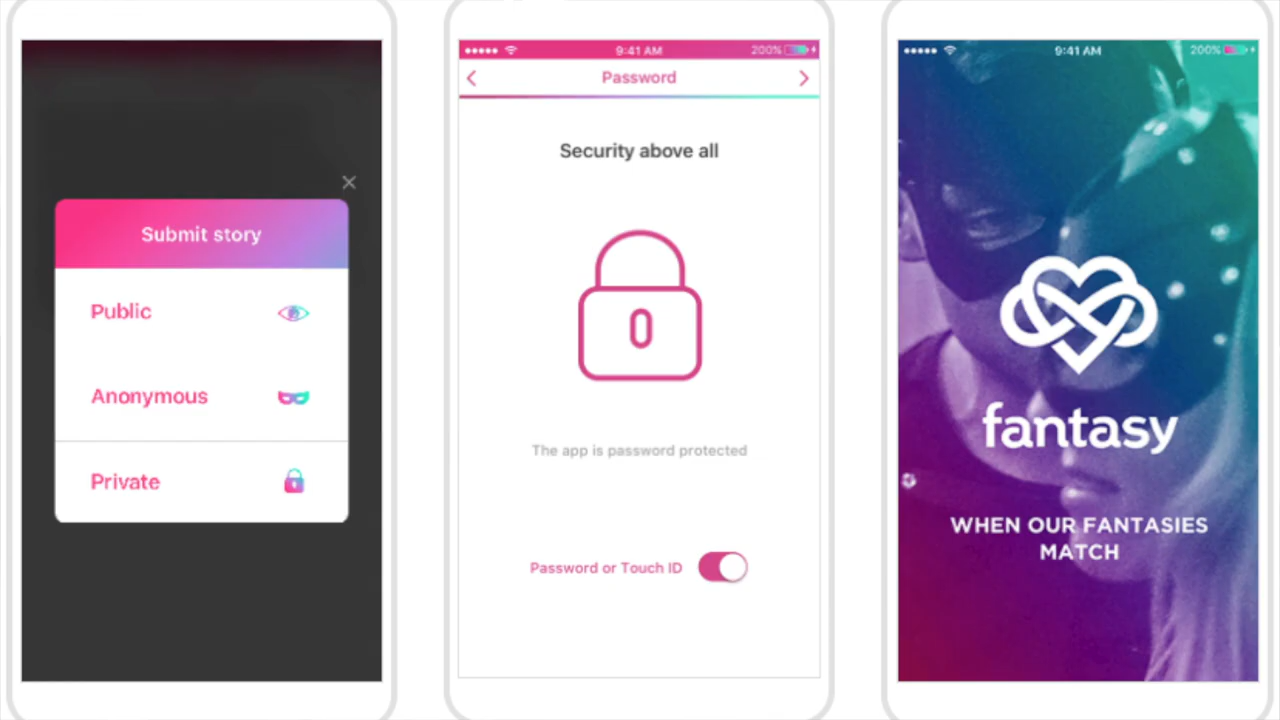 Submit story
Public
Anonymous
Private
9:41 AM 200%
Password
Security above all
The app is password protected
Password or Touch ID
9:41 AM 200%
fantasy
WHEN OUR FANTASIES
MATCH